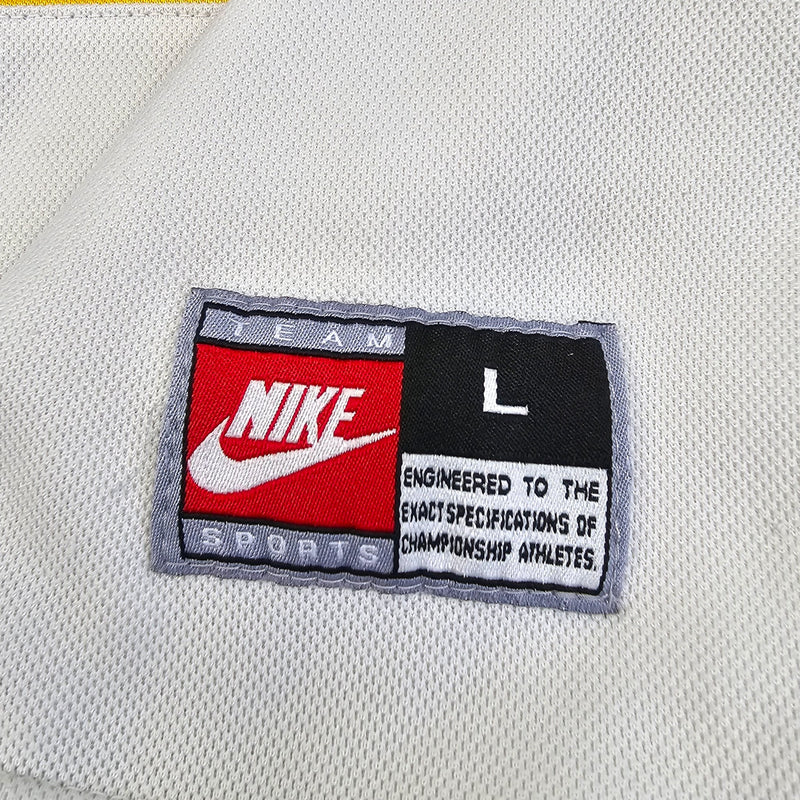 TEAM
NIKE
SPORTS
L
ENGINEERED TO THE
EXACT SPECIFICATIONS OF
CHAMPIONSHIP ATHLETES.